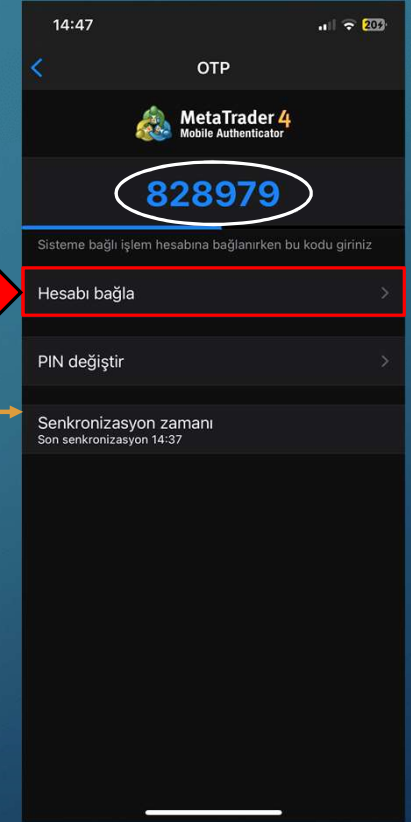 14:47
20
OTP
MetaTrader 4
Mobile Authenticator
828979
Sisteme bağlı işlem hesabına bağlanırken bu kodu giriniz
Hesabı bağla
PIN değiştir
Senkronizasyon zamanı
Son senkronizasyon 14:37